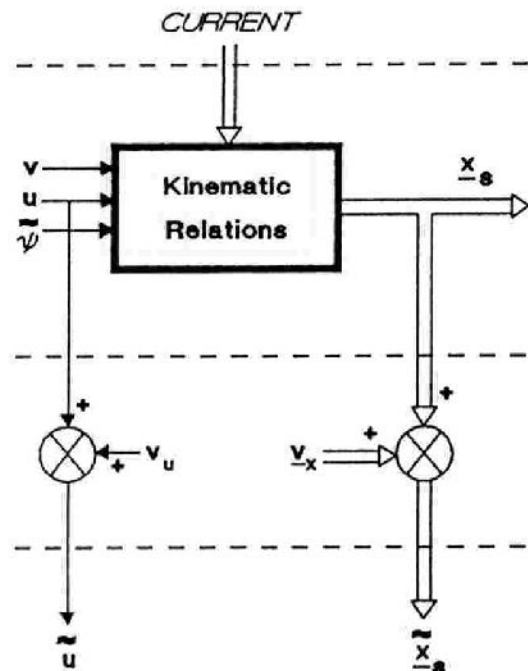 CURRENT
v
u
ψ̃
Kinematic
Relations
x̲ₛ
+
+
v_u
+
v̲ₓ
+
ũ
x̲̃ₛ